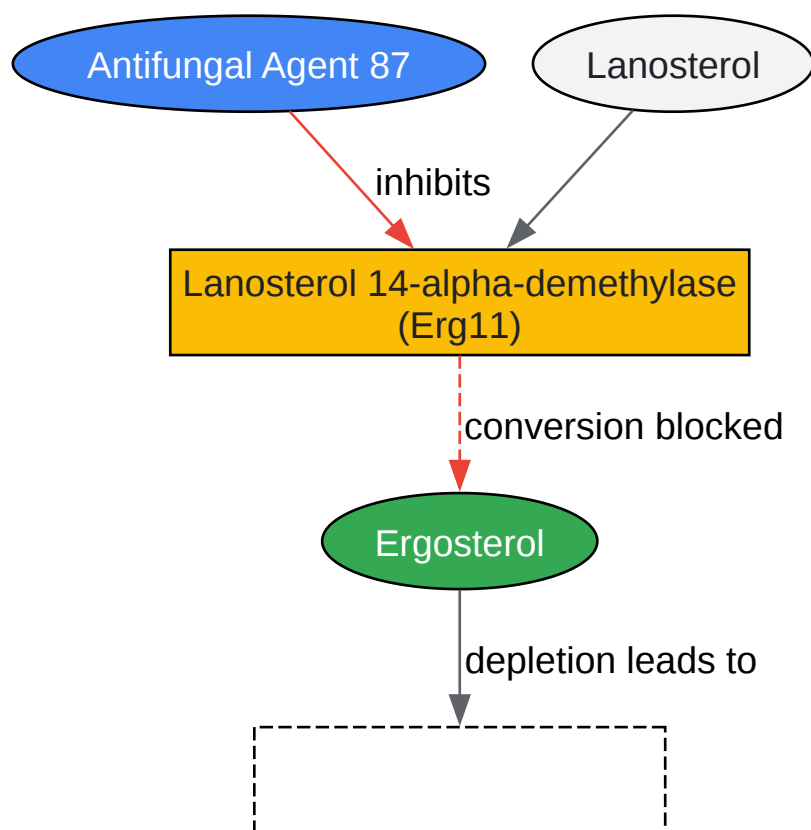 Antifungal Agent 87
Lanosterol
inhibits
Lanosterol 14-alpha-demethylase
(Erg11)
conversion blocked
Ergosterol
depletion leads to